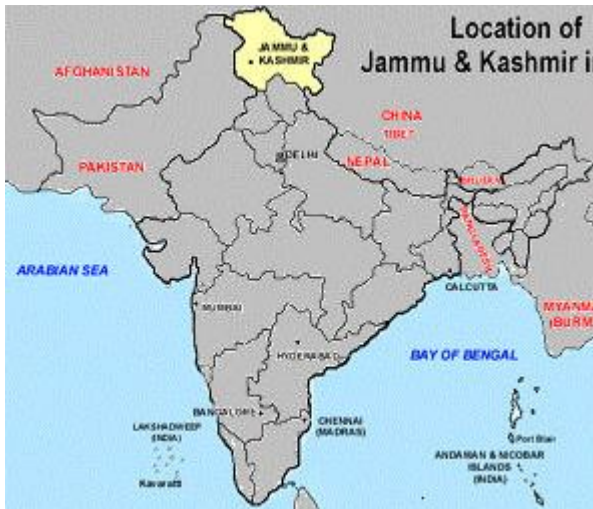 Location of
Jammu & Kashmir i
JAMMU &
KASHMIR
AFGHANISTAN
CHINA
TIBET
PAKISTAN
DELHI
NEPAL
BHUTAN
BANGLADESH
ARABIAN SEA
CALCUTTA
MUMBAI
MYANMA
(BURM
HYDERABAD
BAY OF BENGAL
BANGALORE
CHENNAI
(MADRAS)
LAKSHADWEEP
(INDIA)
Kavaratti
Port Blair
ANDAMAN & NICOBAR
ISLANDS
(INDIA)